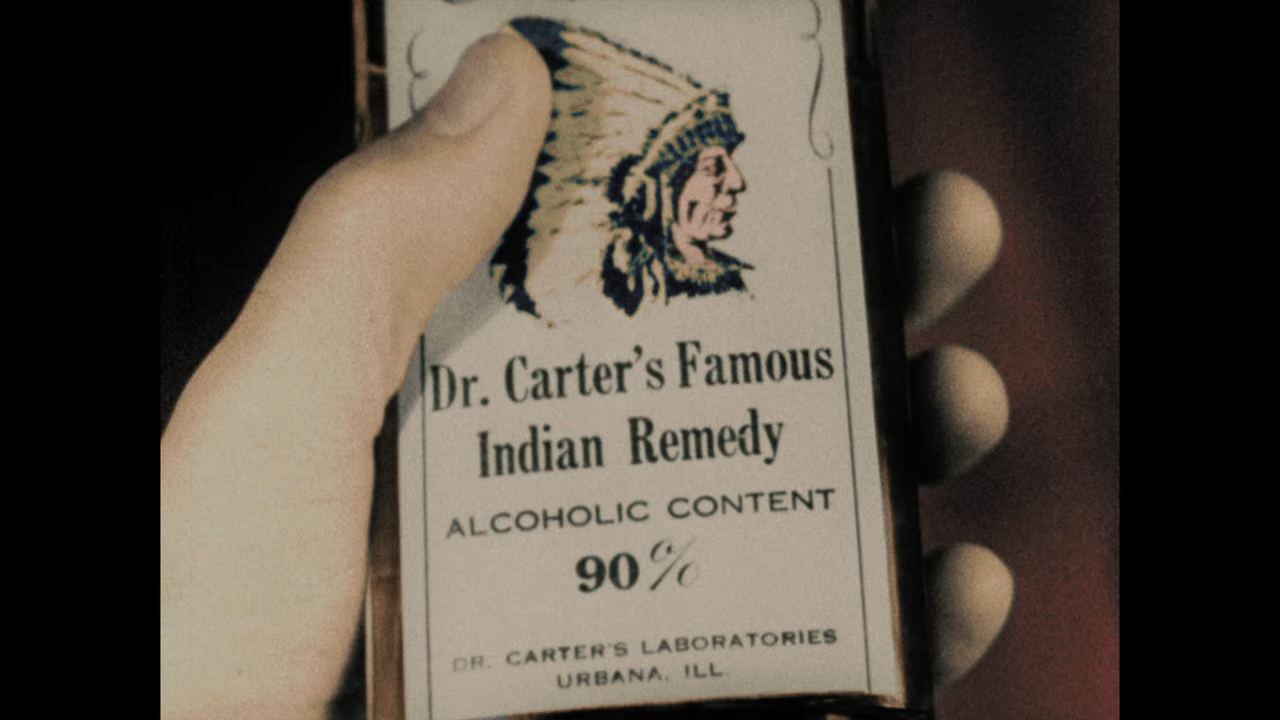 Dr. Carter's Famous
Indian Remedy
ALCOHOLIC CONTENT
90%
DR. CARTER'S LABORATORIES
URBANA, ILL.